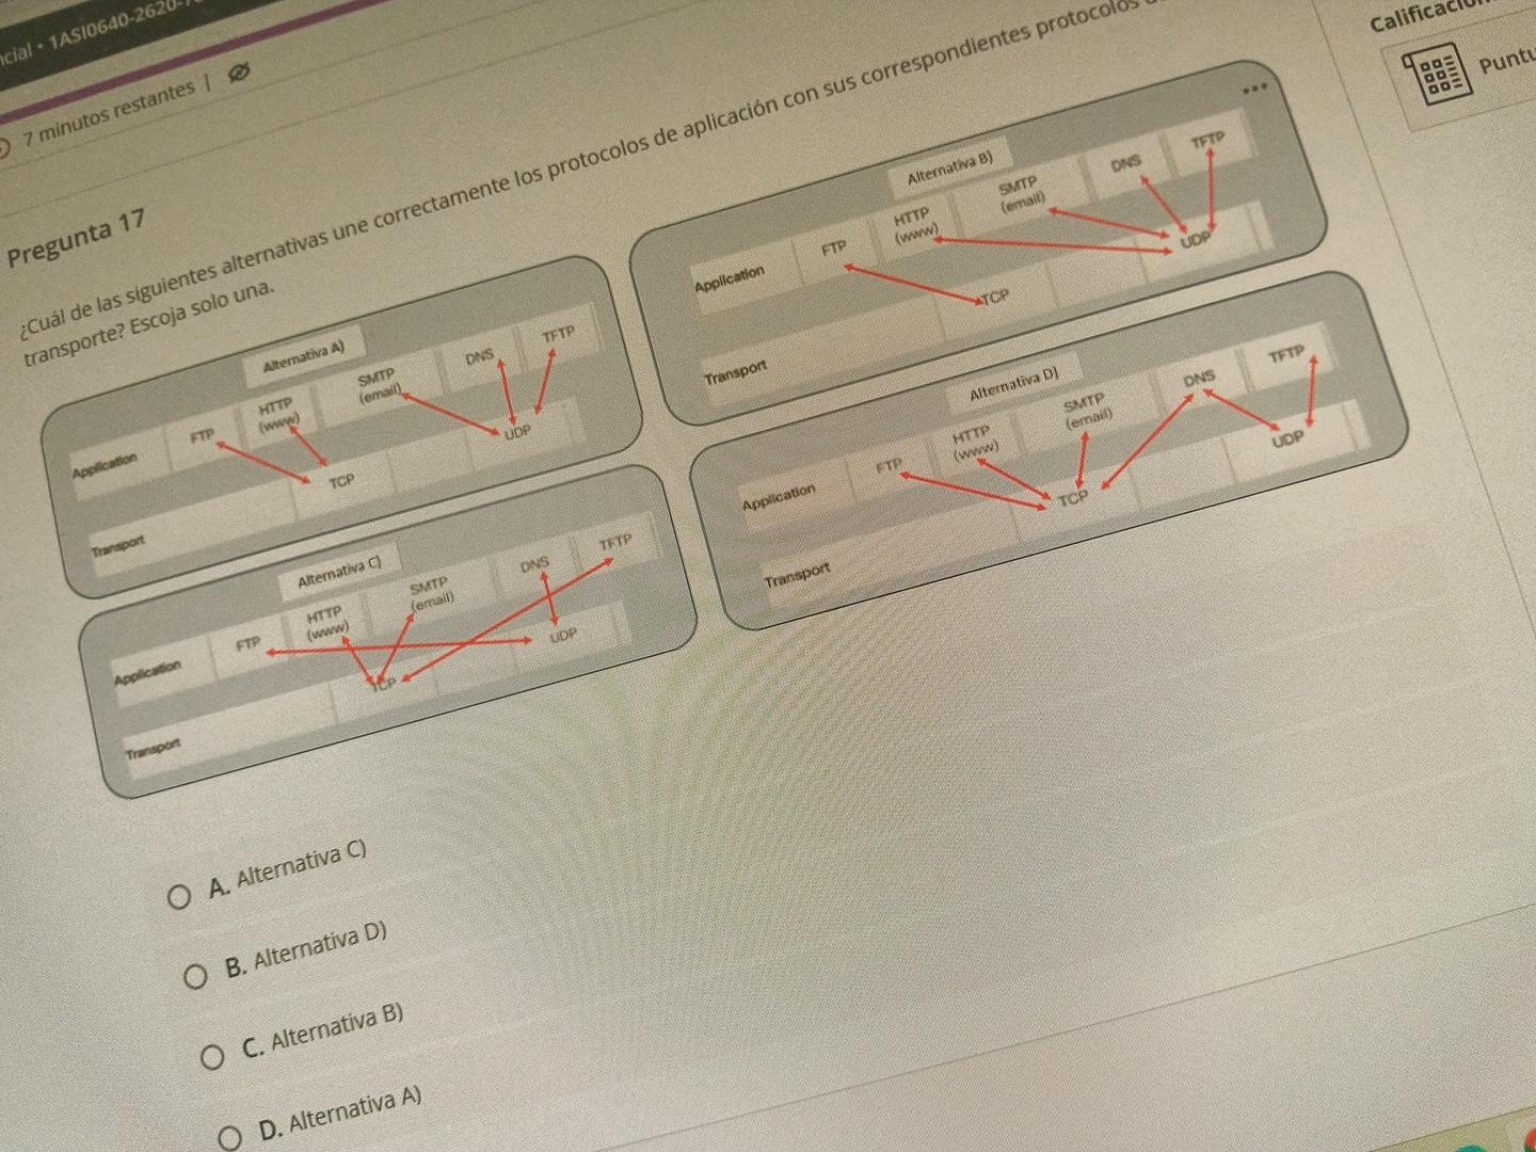 1ASI0640-2620-
7 minutos restantes |
Pregunta 17
¿Cuál de las siguientes alternativas une correctamente los protocolos de aplicación con sus correspondientes protocolos
transporte? Escoja solo una.
Alternativa A)
Application FTP HTTP (www) SMTP (email) DNS TFTP
Transport TCP UDP
Alternativa B)
Application FTP HTTP (www) SMTP (email) DNS TFTP
Transport TCP UDP
Alternativa C)
Application FTP HTTP (www) SMTP (email) DNS TFTP
Transport TCP UDP
Alternativa D)
Application FTP HTTP (www) SMTP (email) DNS TFTP
Transport TCP UDP
A. Alternativa C)
B. Alternativa D)
C. Alternativa B)
D. Alternativa A)